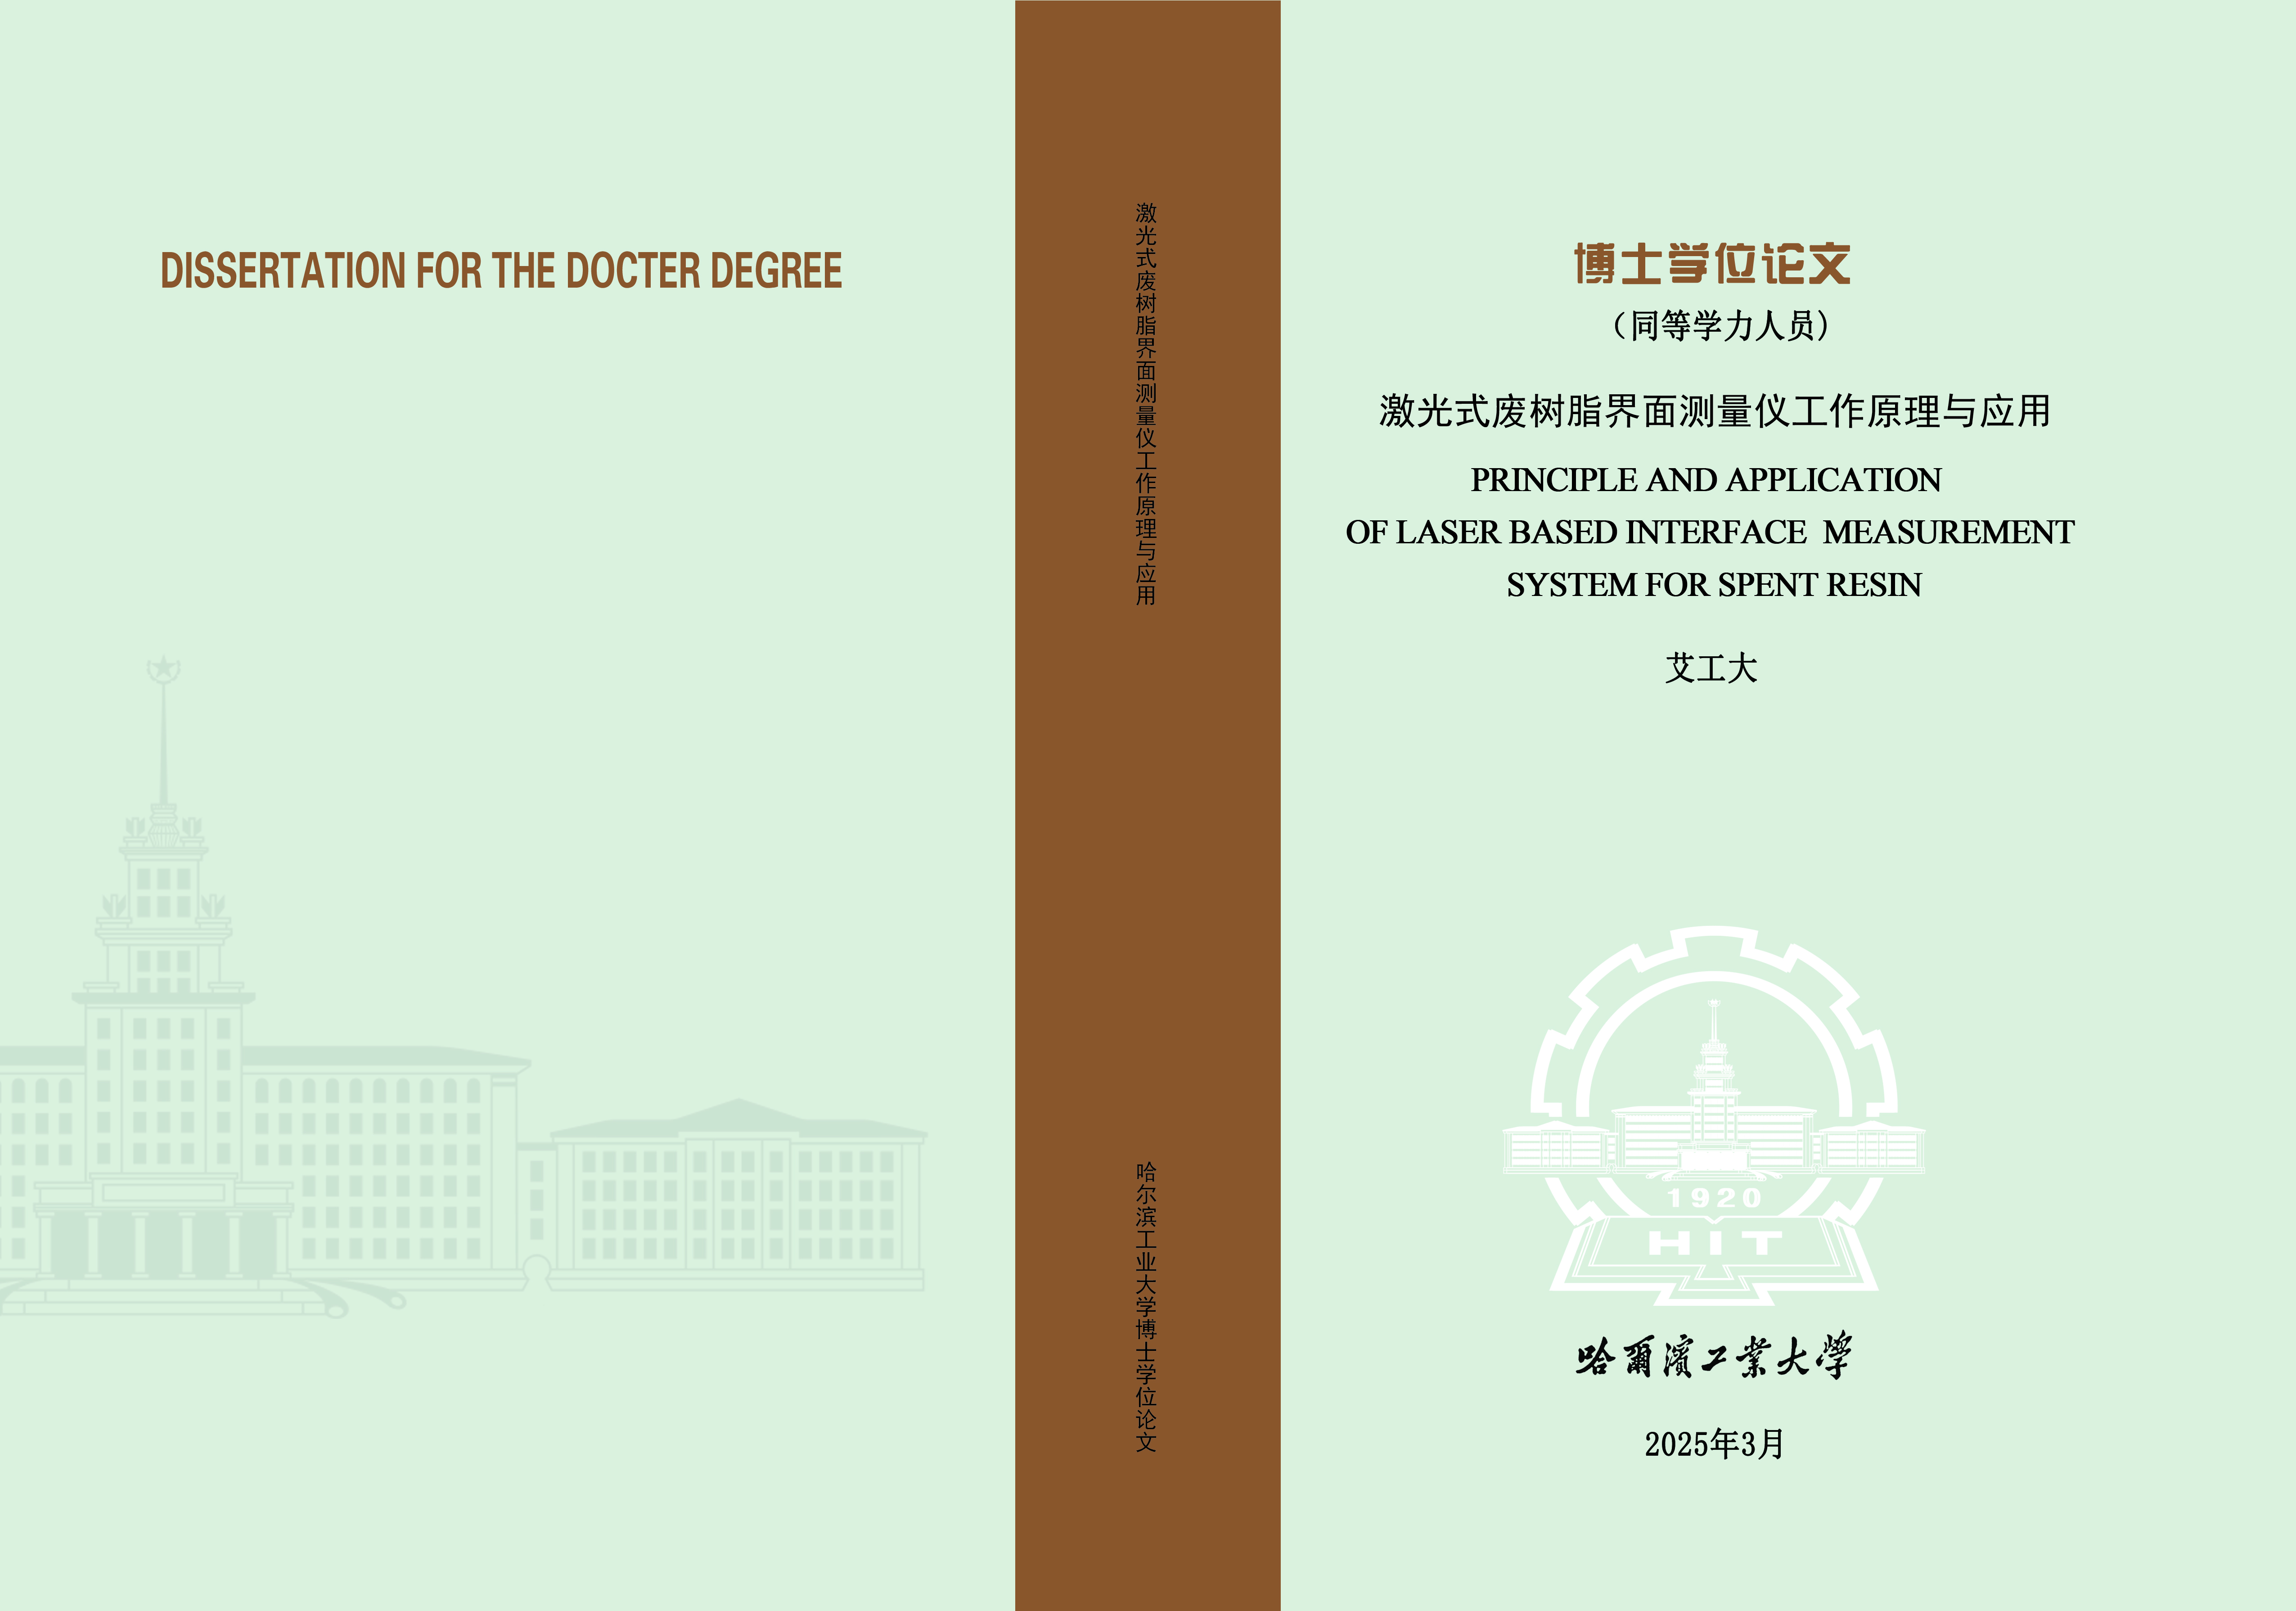 DISSERTATION FOR THE DOCTER DEGREE
激光式废树脂界面测量仪工作原理与应用
哈尔滨工业大学博士学位论文
博士学位论文
（同等学力人员）
激光式废树脂界面测量仪工作原理与应用
PRINCIPLE AND APPLICATION
OF LASER BASED INTERFACE MEASUREMENT
SYSTEM FOR SPENT RESIN
艾工大
1920
HIT
哈爾濱工業大學
2025年3月